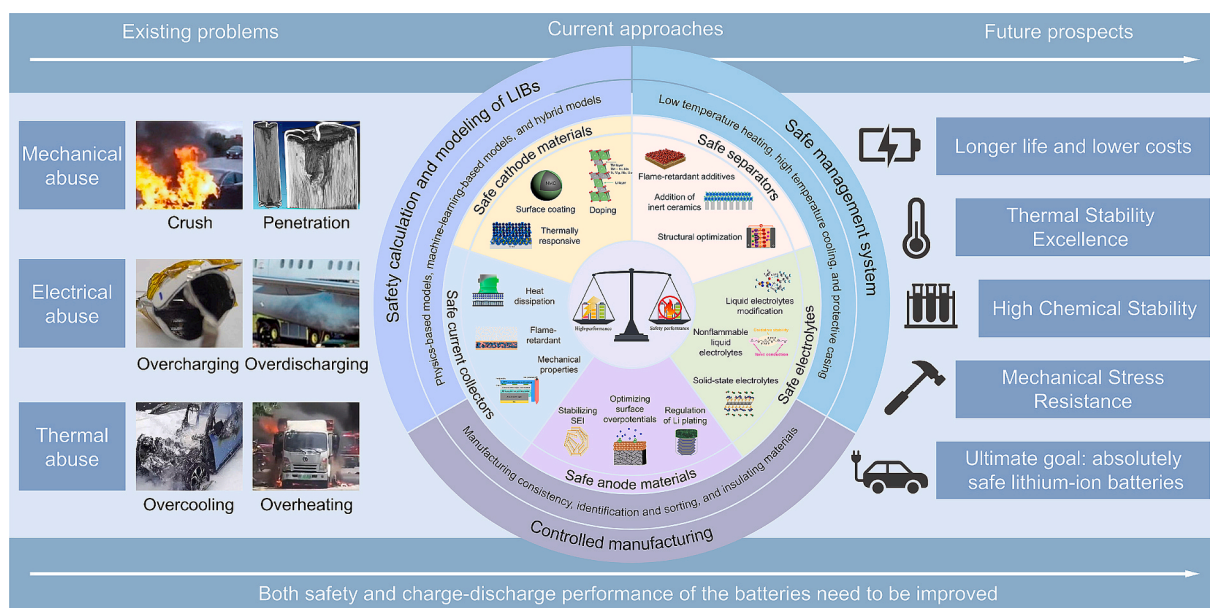 Existing problems
Current approaches
Future prospects
Mechanical
abuse
Crush
Penetration
Electrical
abuse
Overcharging
Overdischarging
Thermal
abuse
Overcooling
Overheating
Safety calculation and modeling of LIBs
Physics-based models, machine-learning-based models, and hybrid models
Safe management system
Low temperature heating, high temperature cooling, and protective casing
Controlled manufacturing
Manufacturing consistency, identification and sorting, and insulating materials
Safe cathode materials
Surface coating
Doping
Thermally
responsive
Safe separators
Flame-retardant additives
Addition of
inert ceramics
Structural optimization
Safe electrolytes
Liquid electrolytes
modification
Nonflammable
liquid
electrolytes
Solid-state electrolytes
Safe anode materials
Stabilizing
SEI
Optimizing
surface
overpotentials
Regulation
of Li plating
Safe current collectors
Heat
dissipation
Flame-
retardant
Mechanical
properties
High performance
Safety performance
Longer life and lower costs
Thermal Stability
Excellence
High Chemical Stability
Mechanical Stress
Resistance
Ultimate goal: absolutely
safe lithium-ion batteries
Both safety and charge-discharge performance of the batteries need to be improved